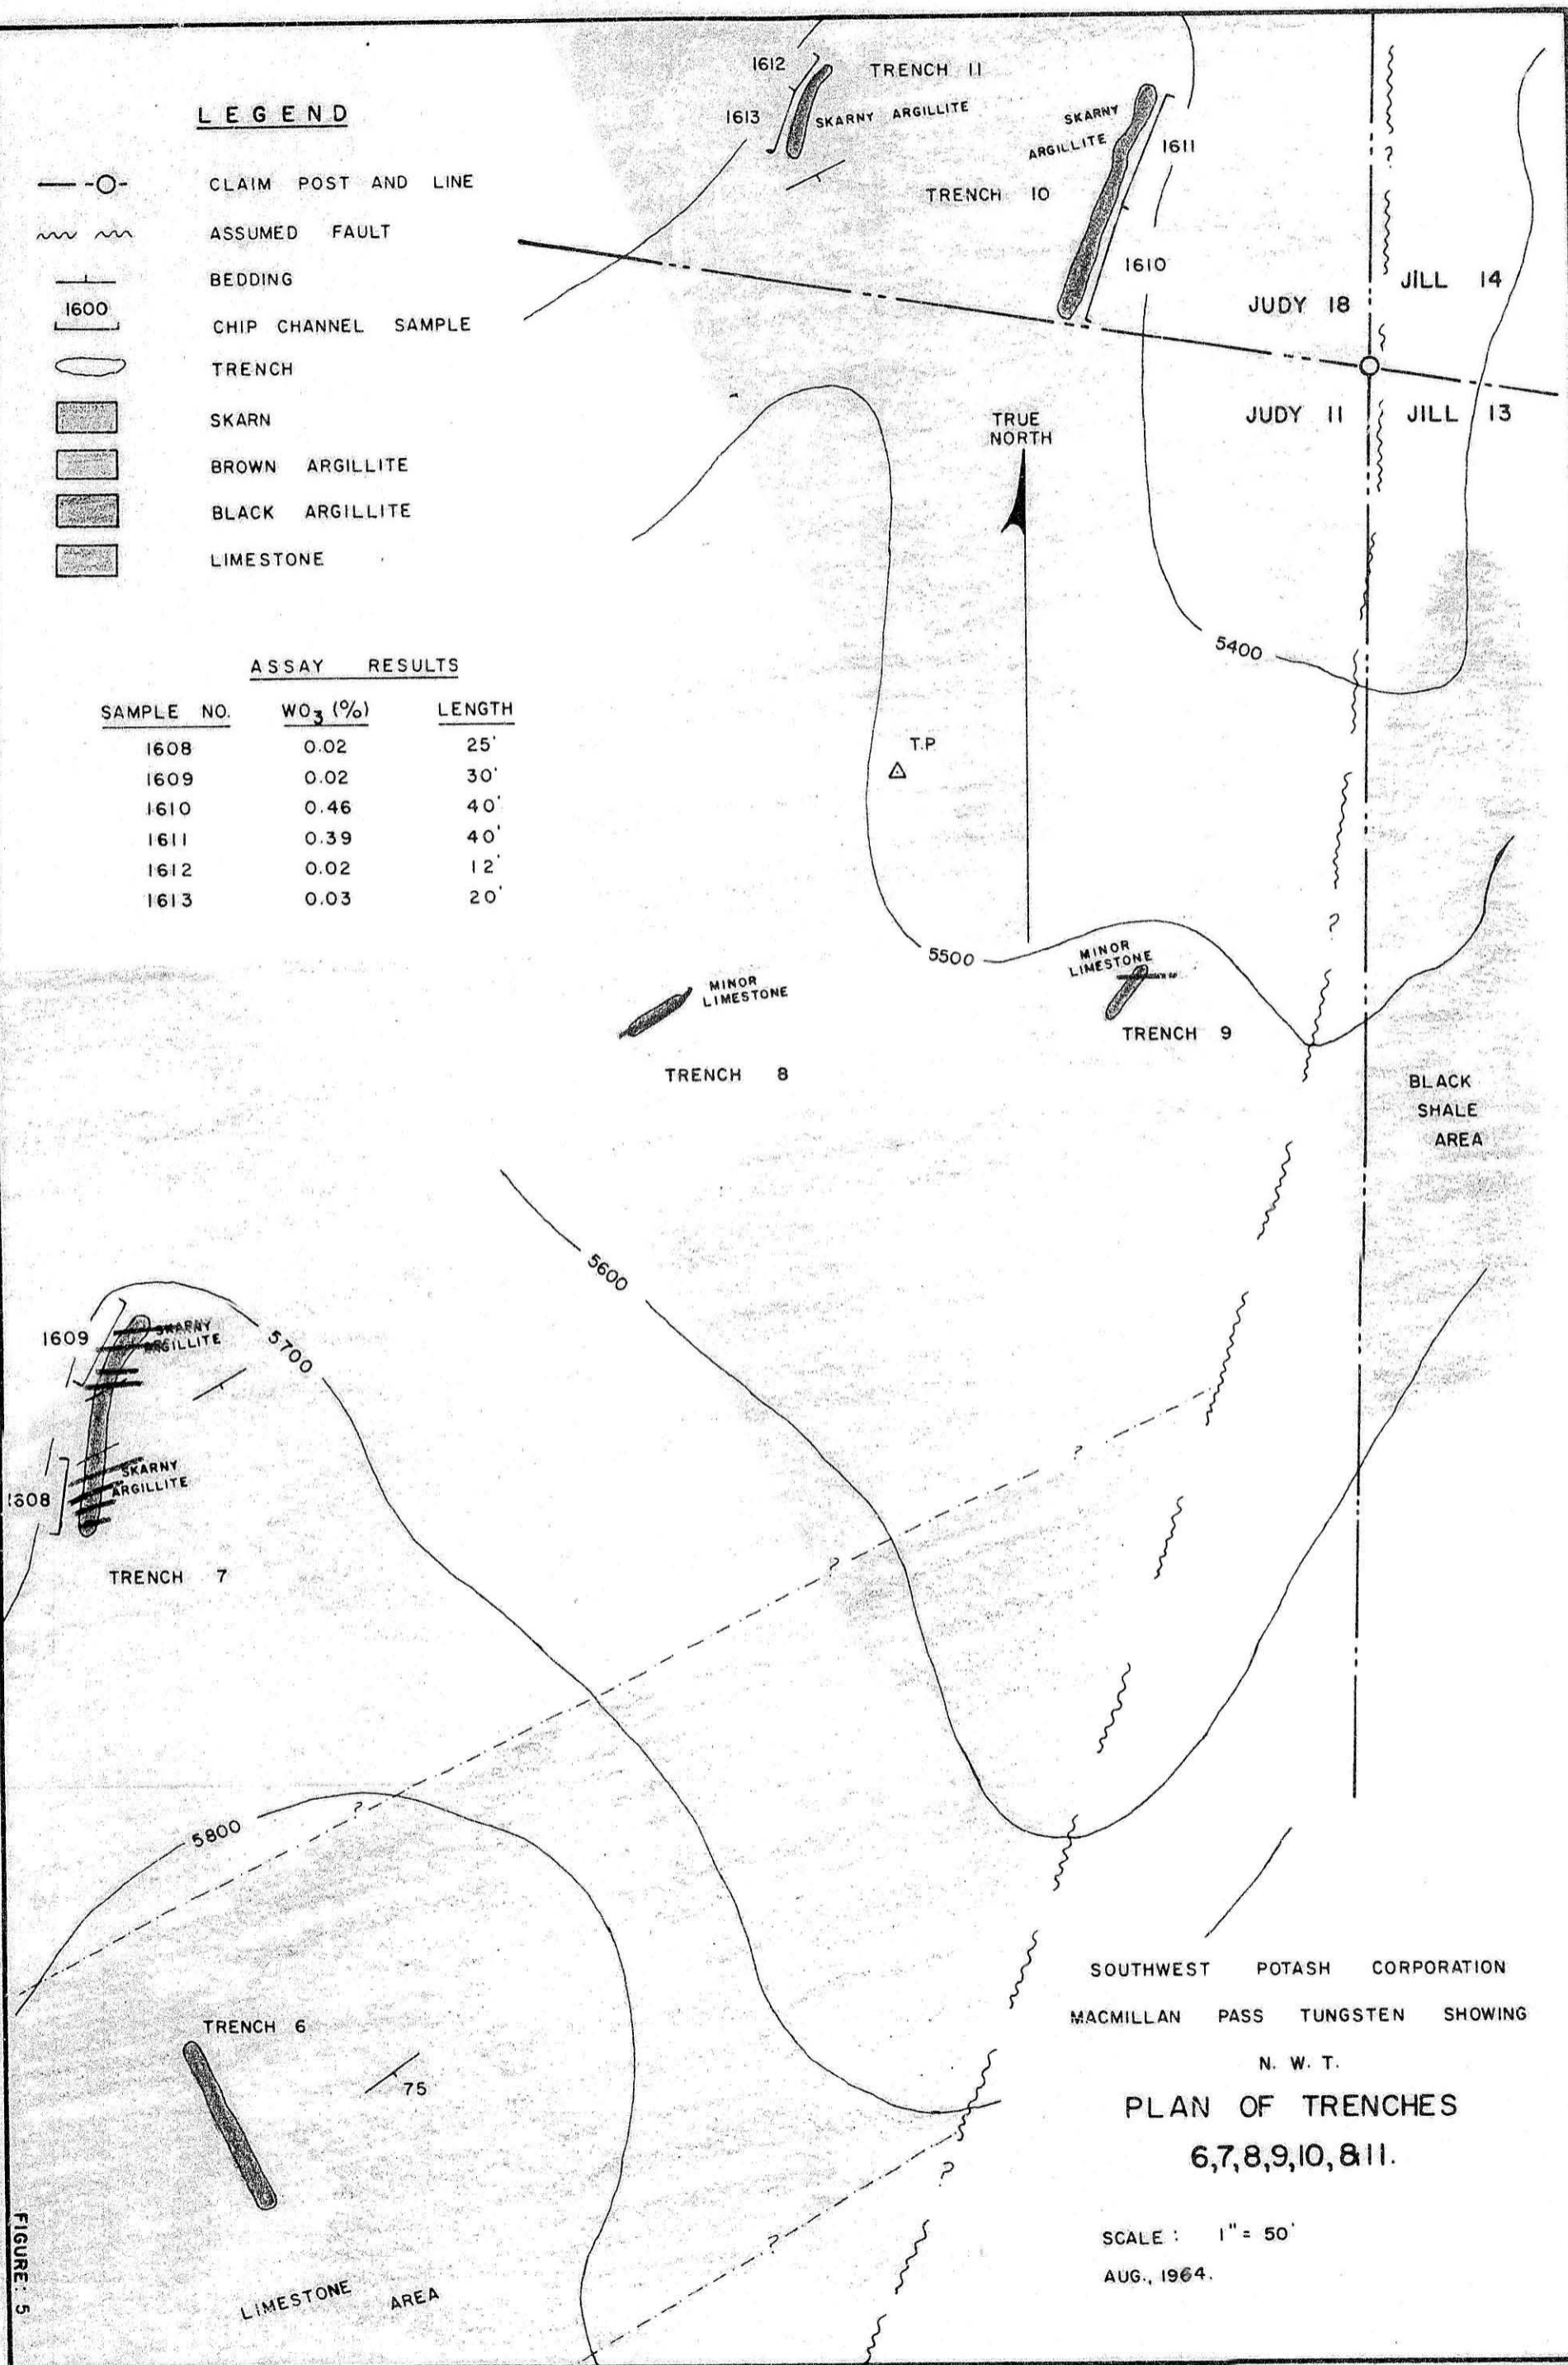 LEGEND
CLAIM POST AND LINE
ASSUMED FAULT
BEDDING
1600
CHIP CHANNEL SAMPLE
TRENCH
SKARN
BROWN ARGILLITE
BLACK ARGILLITE
LIMESTONE
ASSAY RESULTS
SAMPLE NO. WO3 (%) LENGTH
1608 0.02 25'
1609 0.02 30'
1610 0.46 40'
1611 0.39 40'
1612 0.02 12'
1613 0.03 20'
1612
TRENCH 11
1613
SKARNY ARGILLITE
SKARNY
ARGILLITE
1611
TRENCH 10
1610
?
JUDY 18
JILL 14
JUDY 11
JILL 13
TRUE
NORTH
5400
T.P.
?
5500
MINOR
LIMESTONE
TRENCH 9
MINOR
LIMESTONE
TRENCH 8
BLACK
SHALE
AREA
5600
1609
SKARNY
ARGILLITE
5700
SKARNY
ARGILLITE
1608
TRENCH 7
?
?
?
5800
TRENCH 6
75
?
?
LIMESTONE AREA
SOUTHWEST POTASH CORPORATION
MACMILLAN PASS TUNGSTEN SHOWING
N. W. T.
PLAN OF TRENCHES
6,7,8,9,10,&11.
SCALE : 1" = 50'
AUG., 1964.
FIGURE: 5